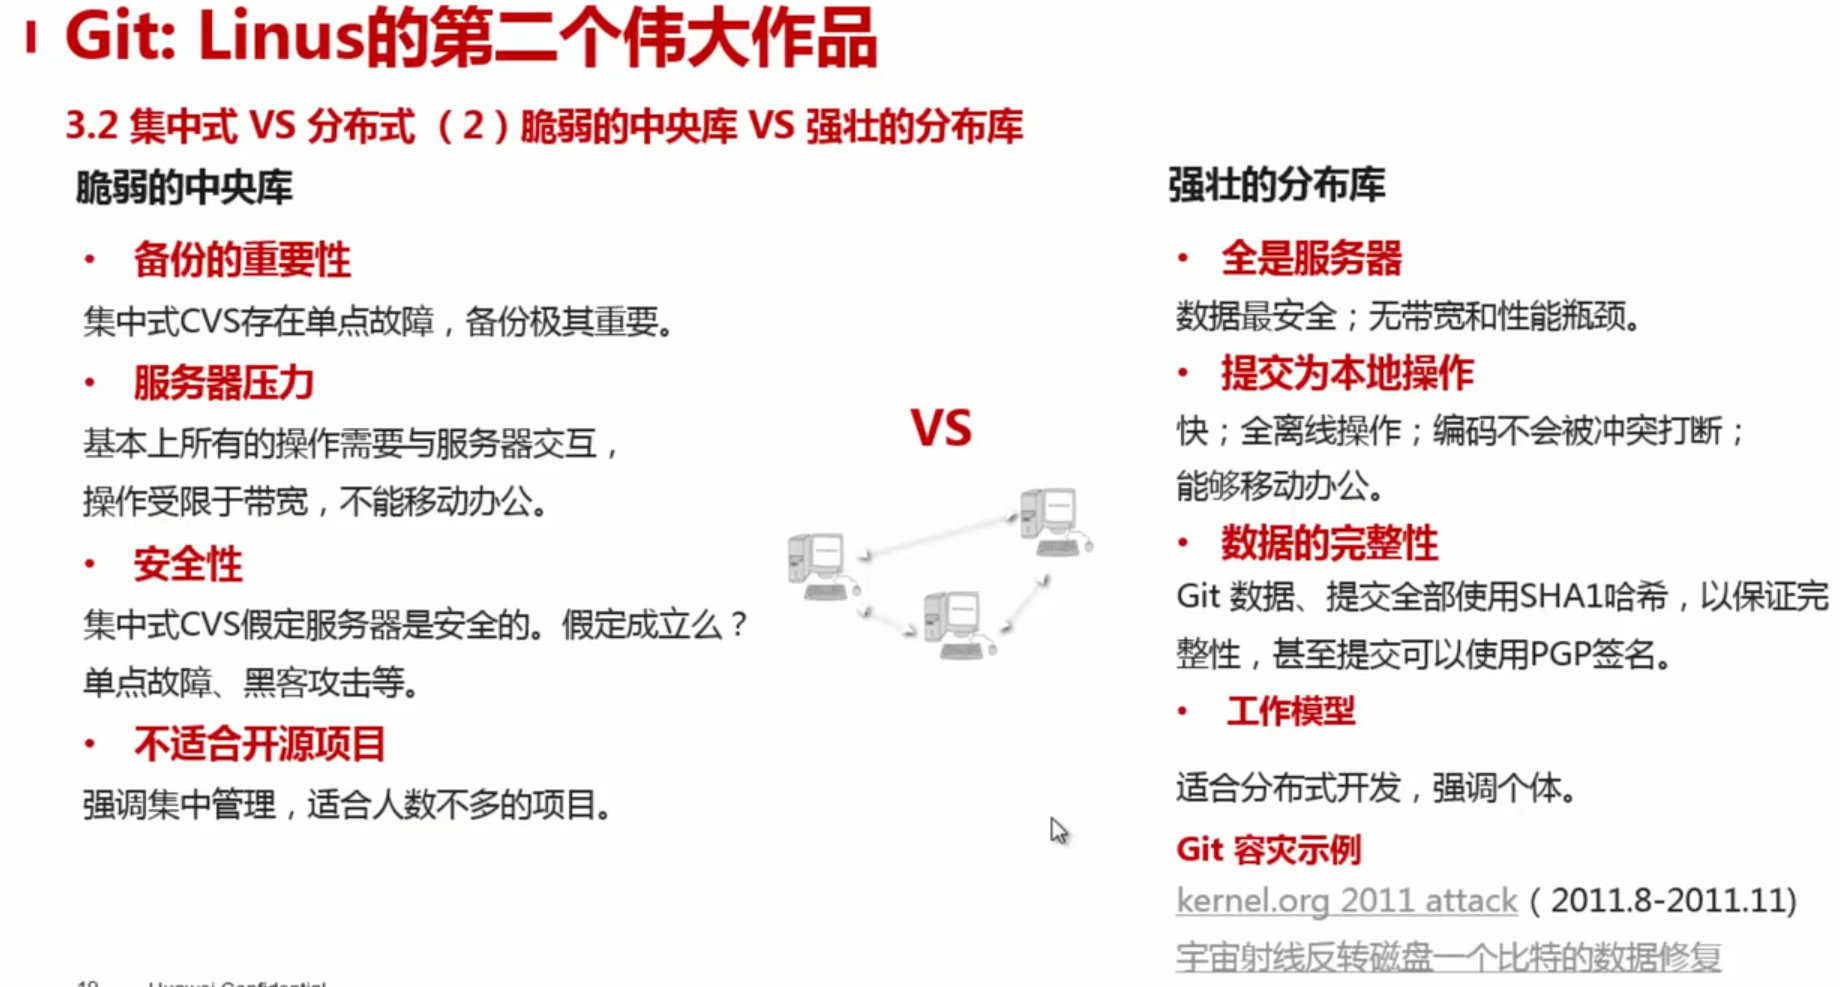 Git: Linus的第二个伟大作品
3.2 集中式 VS 分布式（2）脆弱的中央库 VS 强壮的分布库
脆弱的中央库
• 备份的重要性
集中式CVS存在单点故障，备份极其重要。
• 服务器压力
基本上所有的操作需要与服务器交互，
操作受限于带宽，不能移动办公。
• 安全性
集中式CVS假定服务器是安全的。假定成立么？
单点故障、黑客攻击等。
• 不适合开源项目
强调集中管理，适合人数不多的项目。
VS
强壮的分布库
• 全是服务器
数据最安全；无带宽和性能瓶颈。
• 提交为本地操作
快；全离线操作；编码不会被冲突打断；
能够移动办公。
• 数据的完整性
Git 数据、提交全部使用SHA1哈希，以保证完
整性，甚至提交可以使用PGP签名。
• 工作模型
适合分布式开发，强调个体。
Git 容灾示例
kernel.org 2011 attack（2011.8-2011.11)
宇宙射线反转磁盘一个比特的数据修复
19 Huawei Confidential